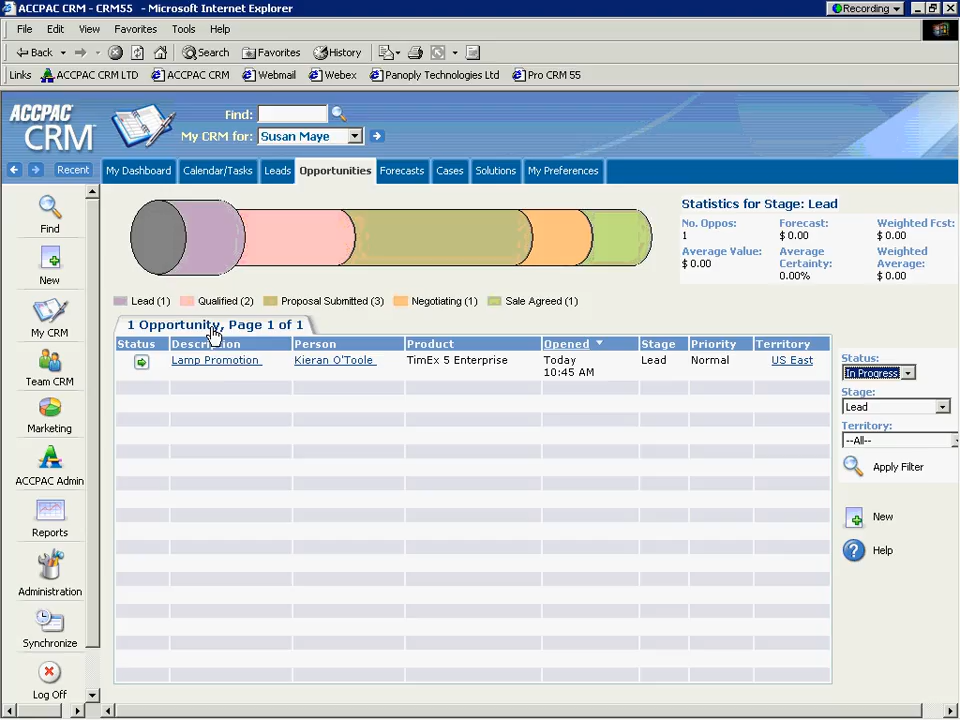 ACCPAC CRM - CRM55 - Microsoft Internet Explorer
Recording
File Edit View Favorites Tools Help
Back Search Favorites History
Links ACCPAC CRM LTD ACCPAC CRM Webmail Webex Panoply Technologies Ltd Pro CRM 55
ACCPAC
CRM
Find:
My CRM for: Susan Maye
Recent My Dashboard Calendar/Tasks Leads Opportunities Forecasts Cases Solutions My Preferences
Find
New
My CRM
Team CRM
Marketing
ACCPAC Admin
Reports
Administration
Synchronize
Log Off
Statistics for Stage: Lead
No. Oppos: Forecast: Weighted Fcst:
1 $ 0.00 $ 0.00
Average Value: Average Certainty: Weighted Average:
$ 0.00 0.00% $ 0.00
Lead (1) Qualified (2) Proposal Submitted (3) Negotiating (1) Sale Agreed (1)
1 Opportunity, Page 1 of 1
Status Description Person Product Opened Stage Priority Territory
Lamp Promotion Kieran O'Toole TimEx 5 Enterprise Today Lead Normal US East
10:45 AM
Status:
In Progress
Stage:
Lead
Territory:
--All--
Apply Filter
New
Help